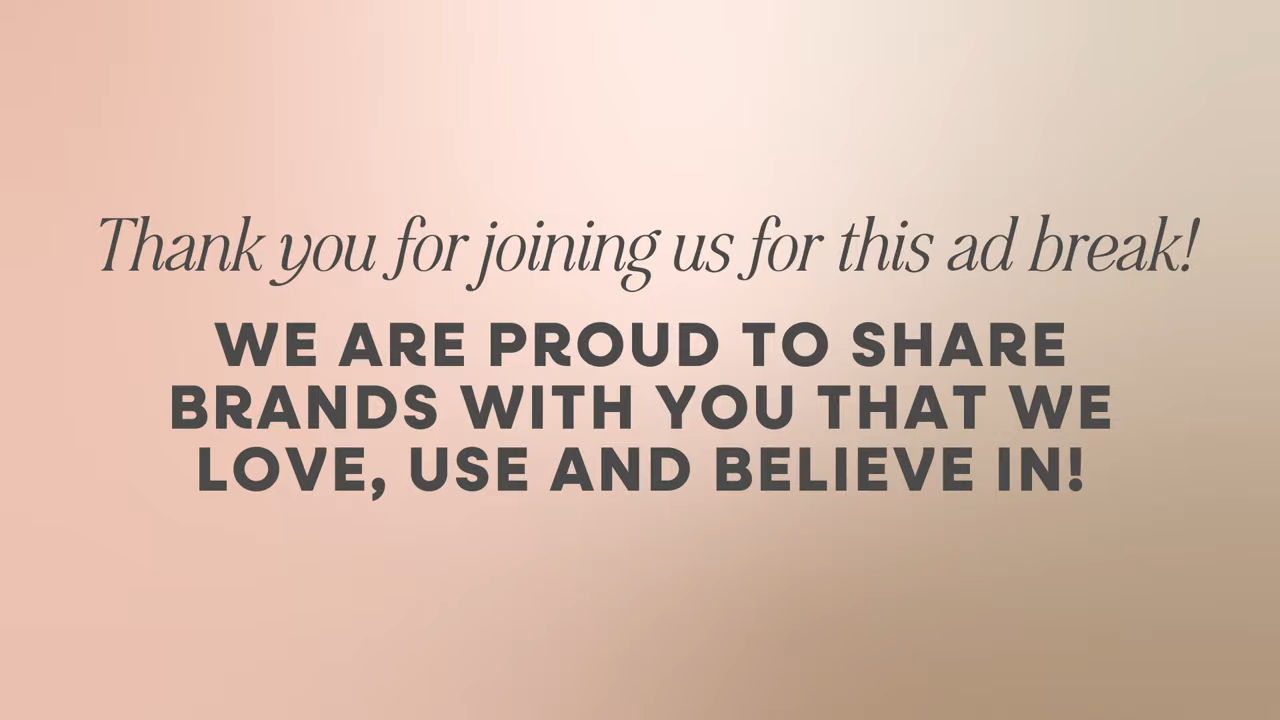 Thank you for joining us for this ad break!
WE ARE PROUD TO SHARE
BRANDS WITH YOU THAT WE
LOVE, USE AND BELIEVE IN!